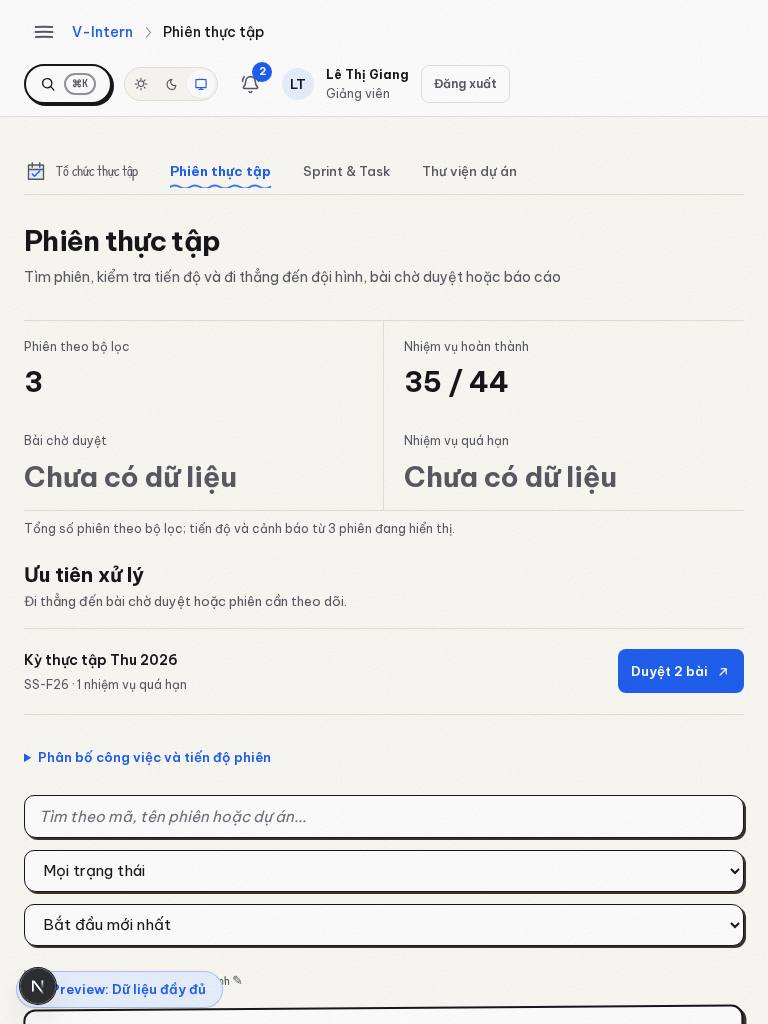 V-Intern > Phiên thực tập
⌘K
2
LT
Lê Thị Giang
Giảng viên
Đăng xuất
Tổ chức thực tập
Phiên thực tập
Sprint & Task
Thư viện dự án
Phiên thực tập
Tìm phiên, kiểm tra tiến độ và đi thẳng đến đội hình, bài chờ duyệt hoặc báo cáo
Phiên theo bộ lọc
3
Nhiệm vụ hoàn thành
35 / 44
Bài chờ duyệt
Chưa có dữ liệu
Nhiệm vụ quá hạn
Chưa có dữ liệu
Tổng số phiên theo bộ lọc; tiến độ và cảnh báo từ 3 phiên đang hiển thị.
Ưu tiên xử lý
Đi thẳng đến bài chờ duyệt hoặc phiên cần theo dõi.
Kỳ thực tập Thu 2026
SS-F26 · 1 nhiệm vụ quá hạn
Duyệt 2 bài ↗
Phân bố công việc và tiến độ phiên
Tìm theo mã, tên phiên hoặc dự án...
Mọi trạng thái
Bắt đầu mới nhất
N
Preview: Dữ liệu đầy đủ